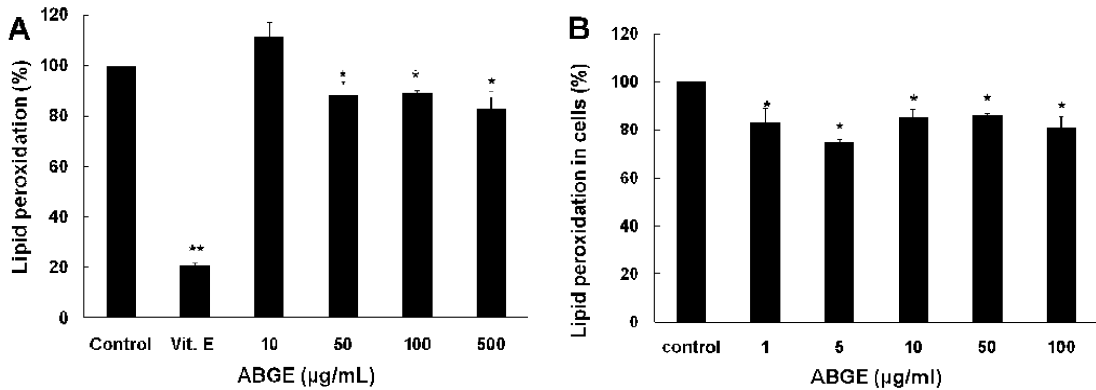 A
Lipid peroxidation (%)
120
100
80
60
40
20
0
*
*
*
*
**
Control Vit. E 10 50 100 500
ABGE (µg/mL)
B
Lipid peroxidation in cells (%)
120
100
80
60
40
20
0
* * * * *
control 1 5 10 50 100
ABGE (µg/ml)